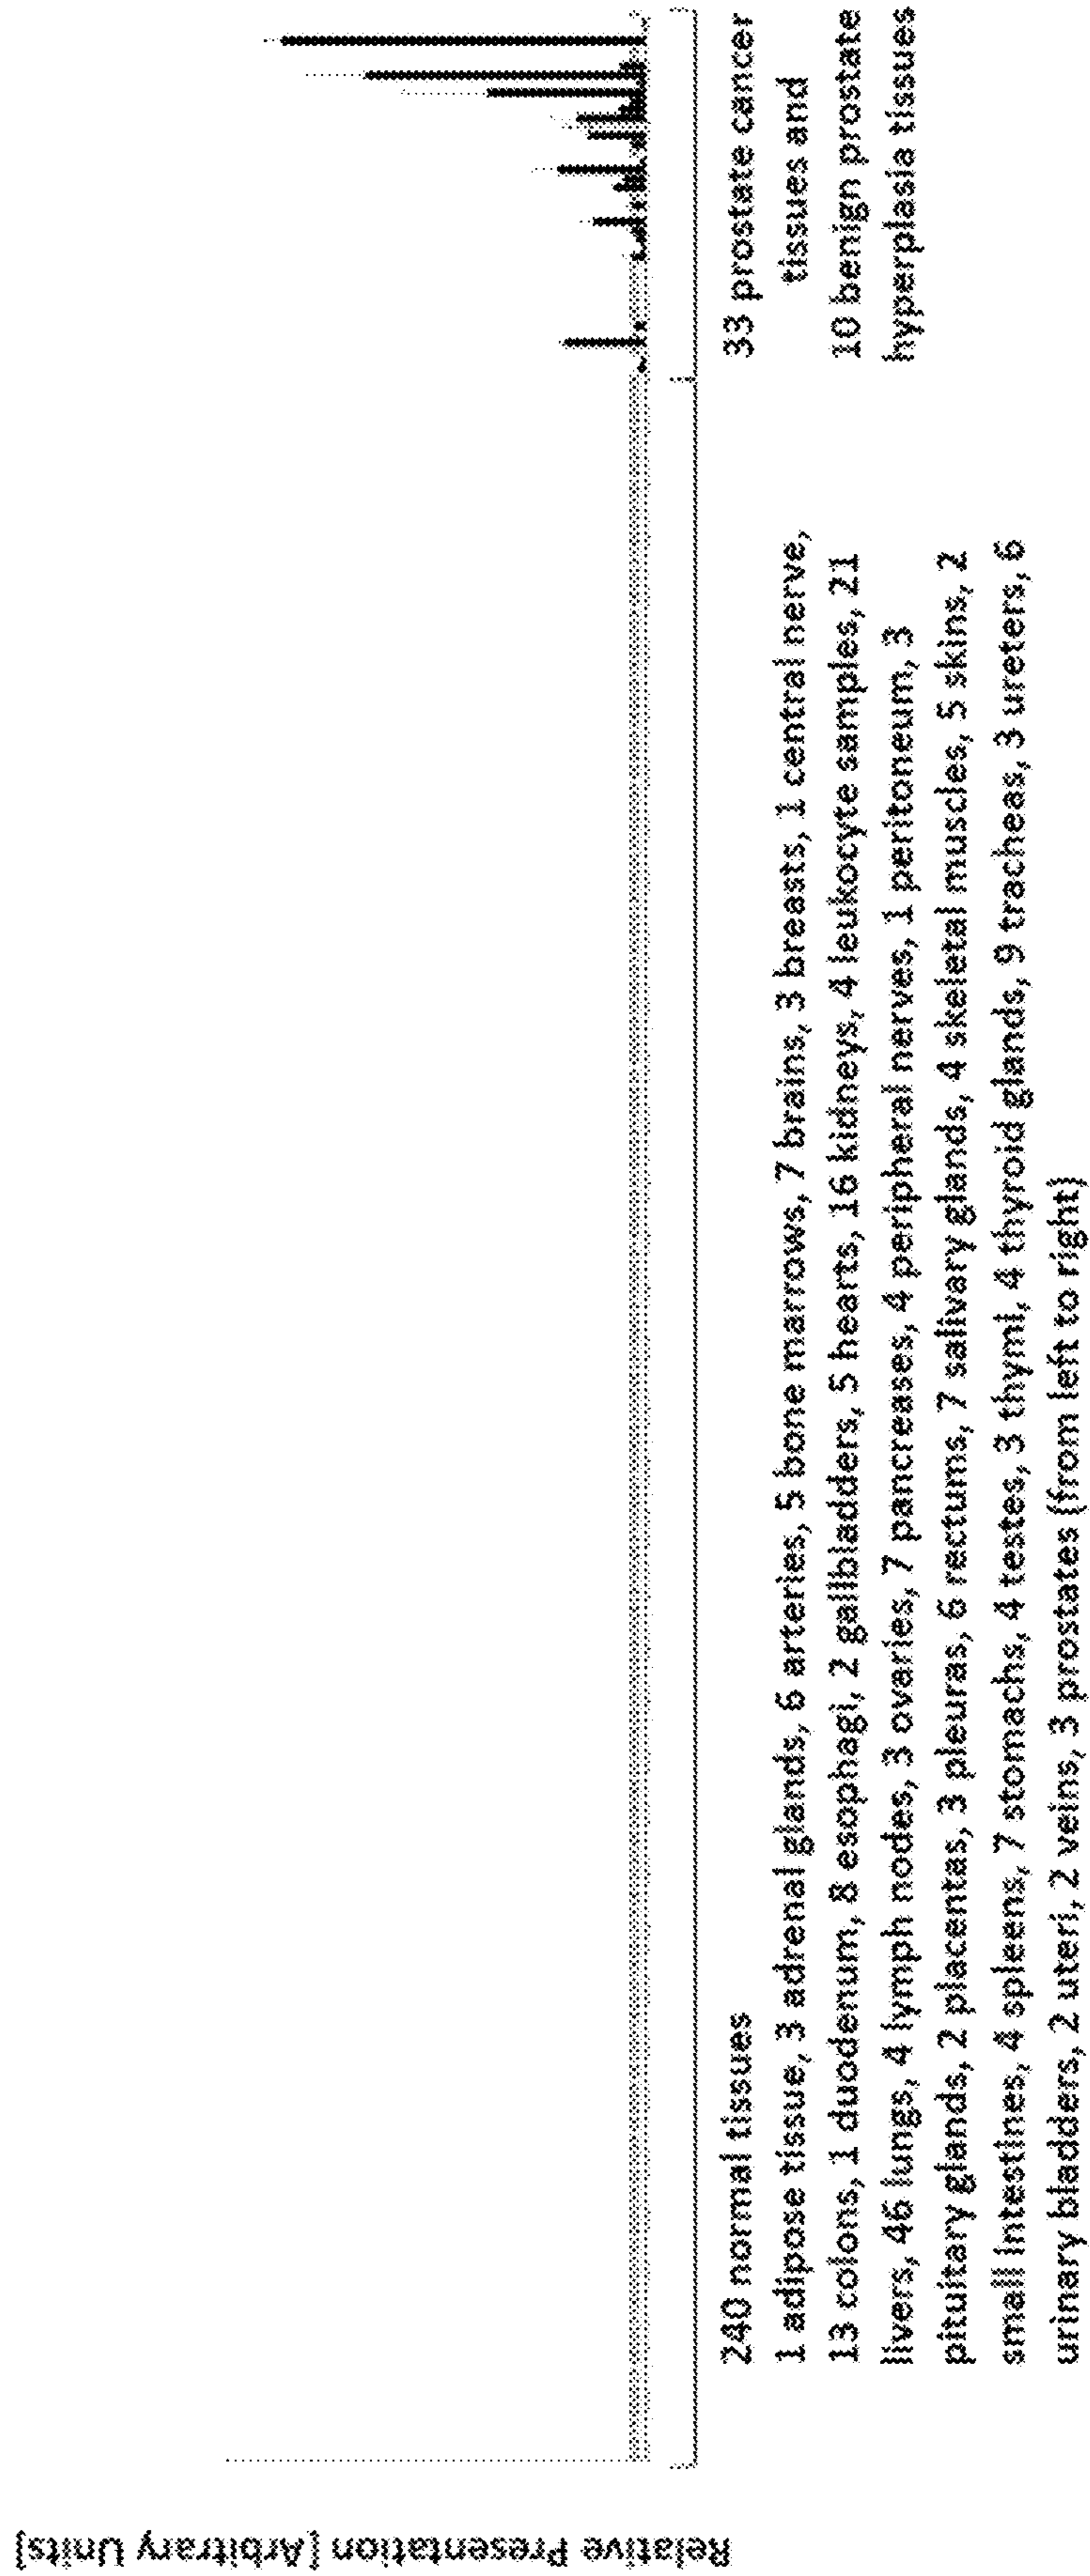 Relative Presentation [Arbitrary Units]
240 normal tissues
1 adipose tissue, 3 adrenal glands, 6 arteries, 5 bone marrows, 7 brains, 3 breasts, 1 central nerve,
13 colons, 1 duodenum, 8 esophagi, 2 gallbladders, 5 hearts, 16 kidneys, 4 leukocyte samples, 21
livers, 46 lungs, 4 lymph nodes, 3 ovaries, 7 pancreases, 4 peripheral nerves, 1 peritoneum, 3
pituitary glands, 2 placentas, 3 pleuras, 6 rectums, 7 salivary glands, 4 skeletal muscles, 5 skins, 2
small intestines, 4 spleens, 7 stomachs, 4 testes, 3 thymi, 4 thyroid glands, 9 tracheas, 3 ureters, 6
urinary bladders, 2 uteri, 2 veins, 3 prostates (from left to right)
33 prostate cancer
tissues and
10 benign prostate
hyperplasia tissues